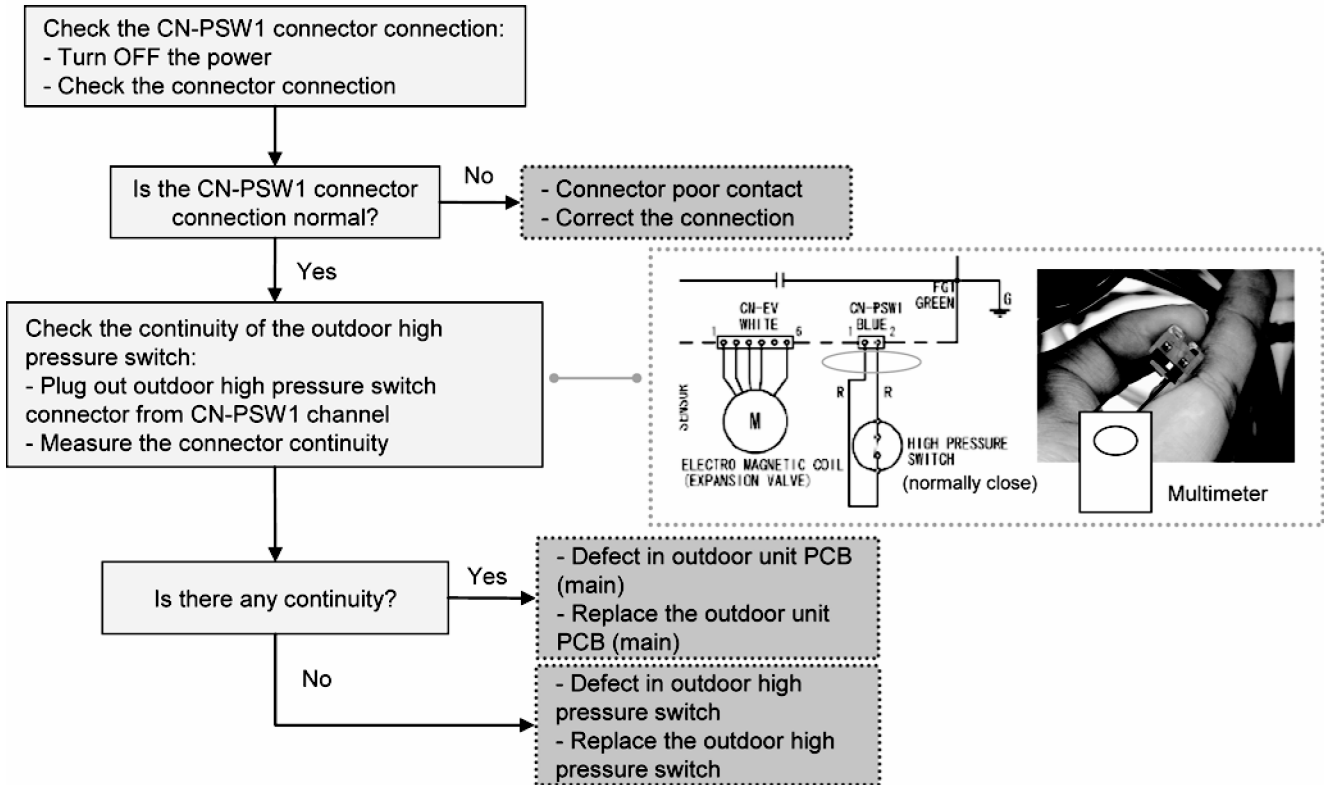 Check the CN-PSW1 connector connection:
- Turn OFF the power
- Check the connector connection
Is the CN-PSW1 connector
connection normal?
No
- Connector poor contact
- Correct the connection
Yes
Check the continuity of the outdoor high
pressure switch:
- Plug out outdoor high pressure switch
connector from CN-PSW1 channel
- Measure the connector continuity
CN-EV
WHITE
1
6
CN-PSW1
BLUE
1
2
FG1
GREEN
G
SENSOR
M
R
R
ELECTRO MAGNETIC COIL
(EXPANSION VALVE)
HIGH PRESSURE
SWITCH
(normally close)
Multimeter
Is there any continuity?
Yes
- Defect in outdoor unit PCB
(main)
- Replace the outdoor unit
PCB (main)
No
- Defect in outdoor high
pressure switch
- Replace the outdoor high
pressure switch